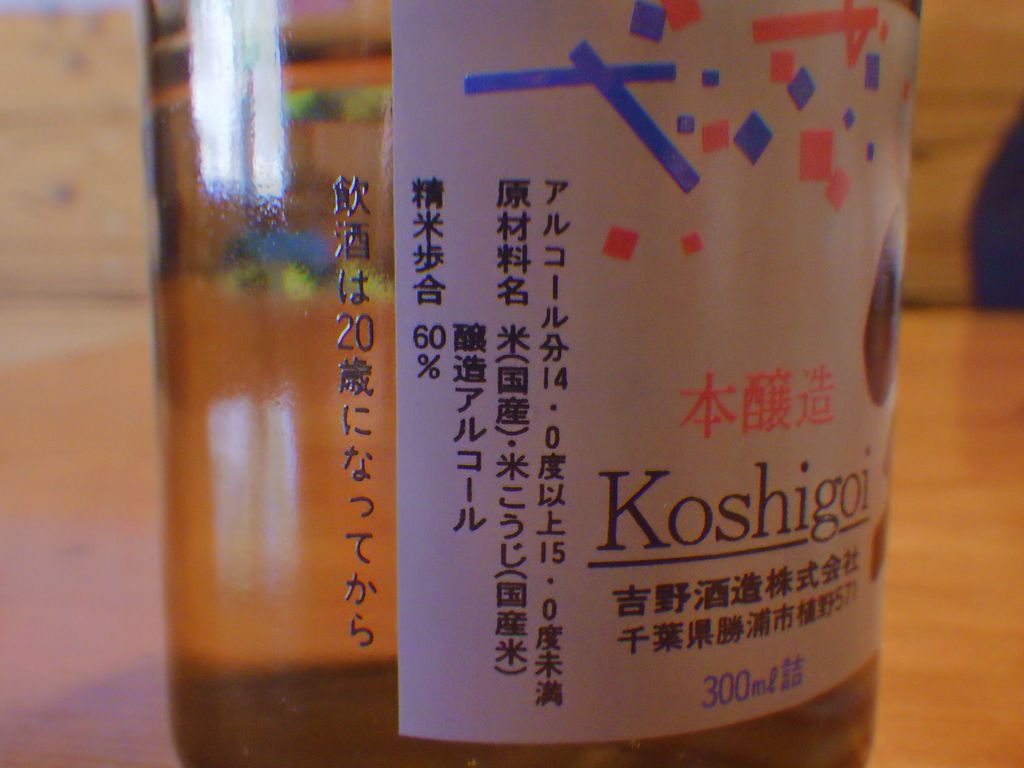 本醸造
Koshigoi
吉野酒造株式会社
千葉県勝浦市植野571
300ml詰
アルコール分14.0度以上15.0度未満
原材料名 米(国産)・米こうじ(国産米)
醸造アルコール
精米歩合 60%
飲酒は20歳になってから